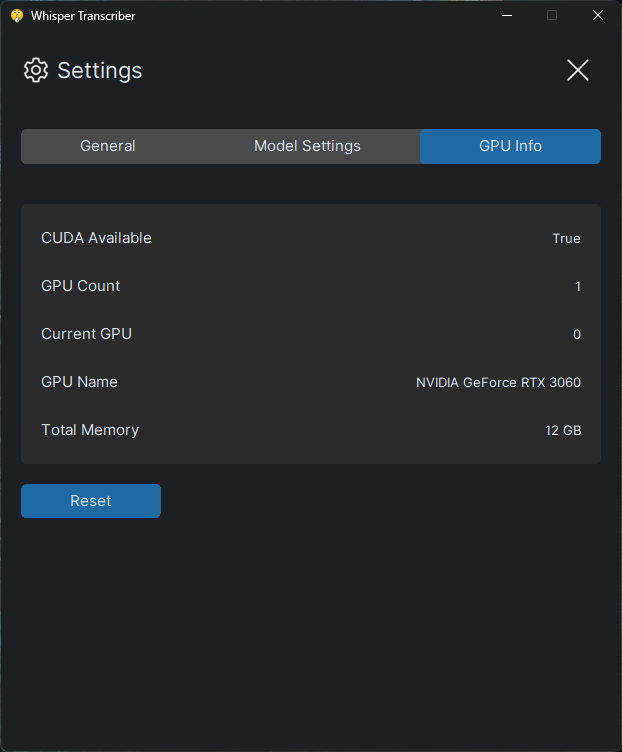 Whisper Transcriber
Settings
General Model Settings GPU Info
CUDA Available True
GPU Count 1
Current GPU 0
GPU Name NVIDIA GeForce RTX 3060
Total Memory 12 GB
Reset